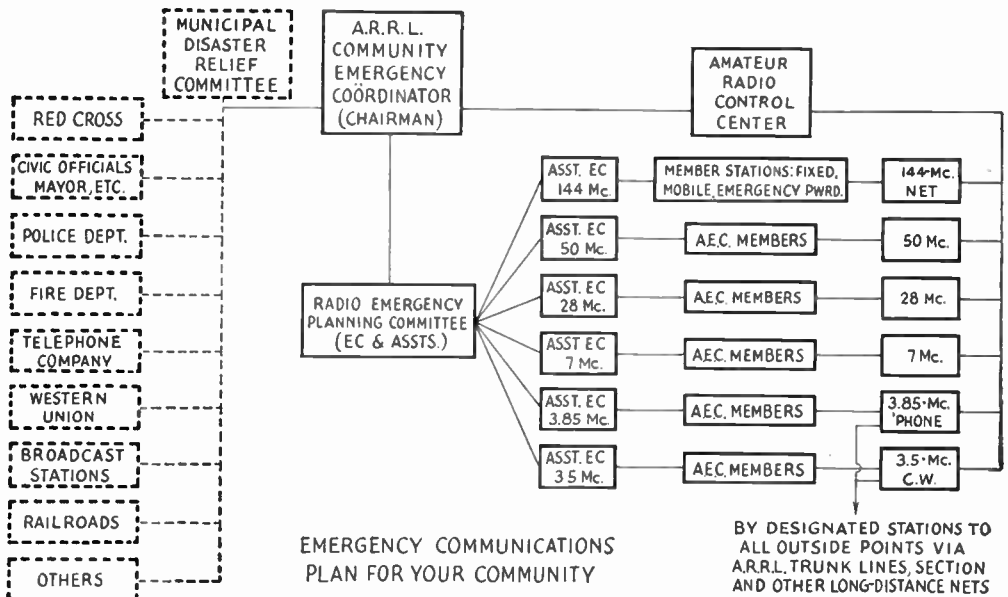 MUNICIPAL
DISASTER
RELIEF
COMMITTEE
A.R.R.L.
COMMUNITY
EMERGENCY
COÖRDINATOR
(CHAIRMAN)
AMATEUR
RADIO
CONTROL
CENTER
RED CROSS
CIVIC OFFICIALS
MAYOR, ETC.
POLICE DEPT.
FIRE DEPT.
TELEPHONE
COMPANY
WESTERN
UNION
BROADCAST
STATIONS
RAILROADS
OTHERS
RADIO EMERGENCY
PLANNING COMMITTEE
(EC & ASSTS.)
ASST. EC
144 Mc.
MEMBER STATIONS: FIXED,
MOBILE, EMERGENCY PWRD.
144-Mc.
NET
ASST. EC
50 Mc.
A.E.C. MEMBERS
50 Mc.
ASST. EC
28 Mc.
A.E.C. MEMBERS
28 Mc.
ASST EC
7 Mc.
A.E.C. MEMBERS
7 Mc.
ASST. EC
3.85 Mc.
A.E.C. MEMBERS
3.85-Mc.
'PHONE
ASST. EC
3.5 Mc.
A.E.C. MEMBERS
3.5-Mc.
C.W.
BY DESIGNATED STATIONS TO
ALL OUTSIDE POINTS VIA
A.R.R.L. TRUNK LINES, SECTION
AND OTHER LONG-DISTANCE NETS
EMERGENCY COMMUNICATIONS
PLAN FOR YOUR COMMUNITY